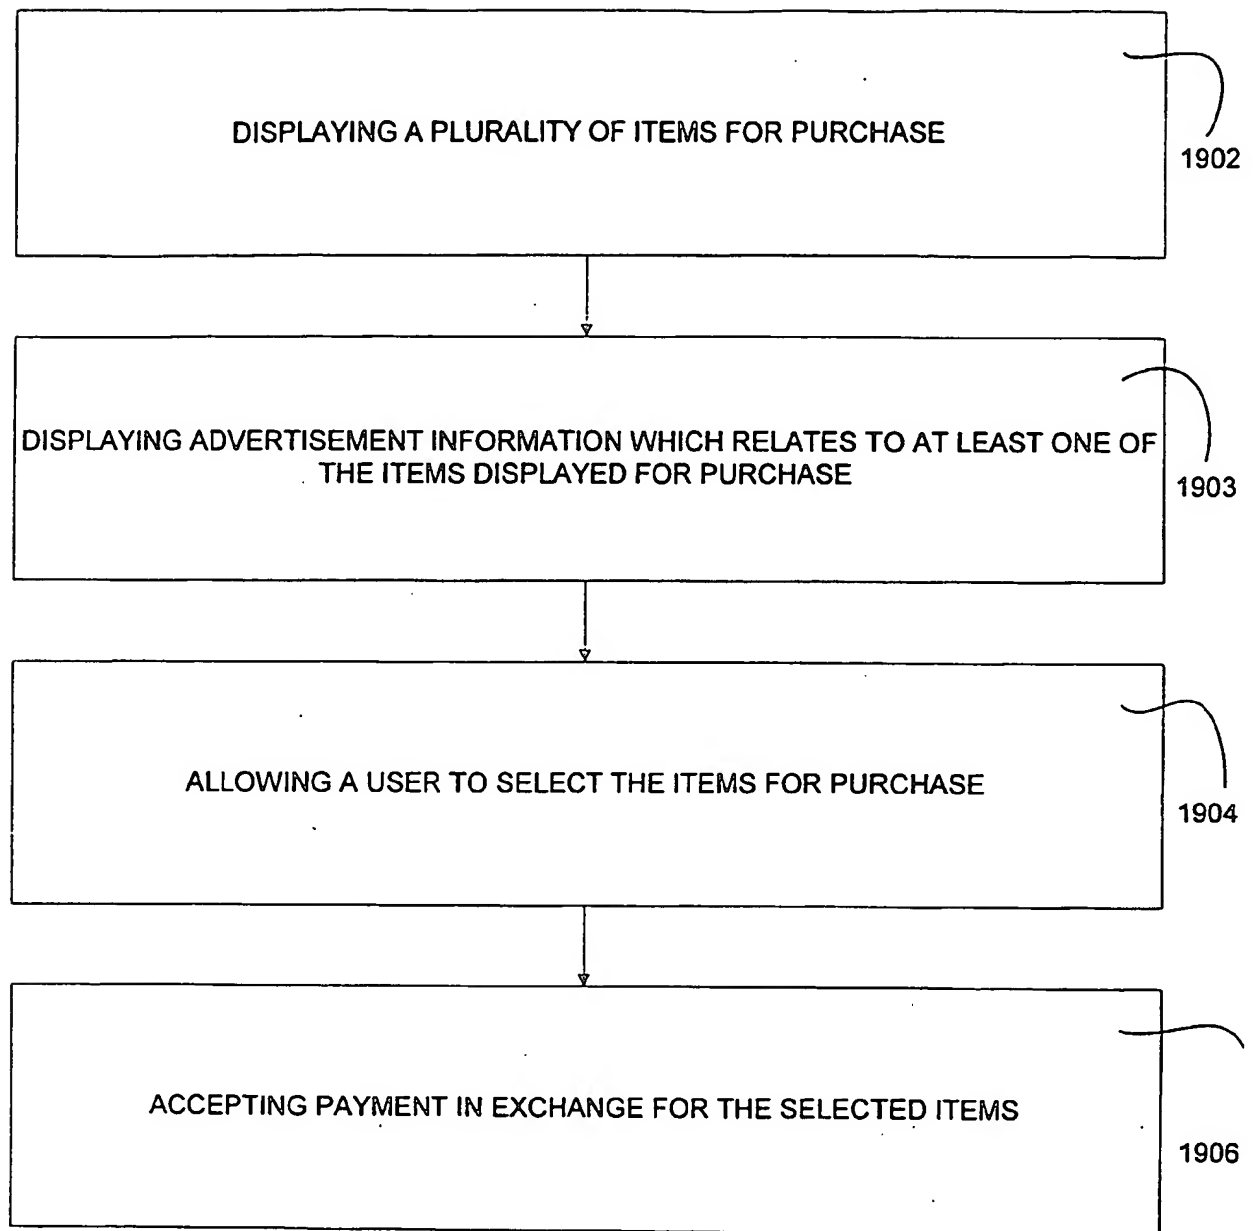 DISPLAYING A PLURALITY OF ITEMS FOR PURCHASE
1902
DISPLAYING ADVERTISEMENT INFORMATION WHICH RELATES TO AT LEAST ONE OF
THE ITEMS DISPLAYED FOR PURCHASE
1903
ALLOWING A USER TO SELECT THE ITEMS FOR PURCHASE
1904
ACCEPTING PAYMENT IN EXCHANGE FOR THE SELECTED ITEMS
1906